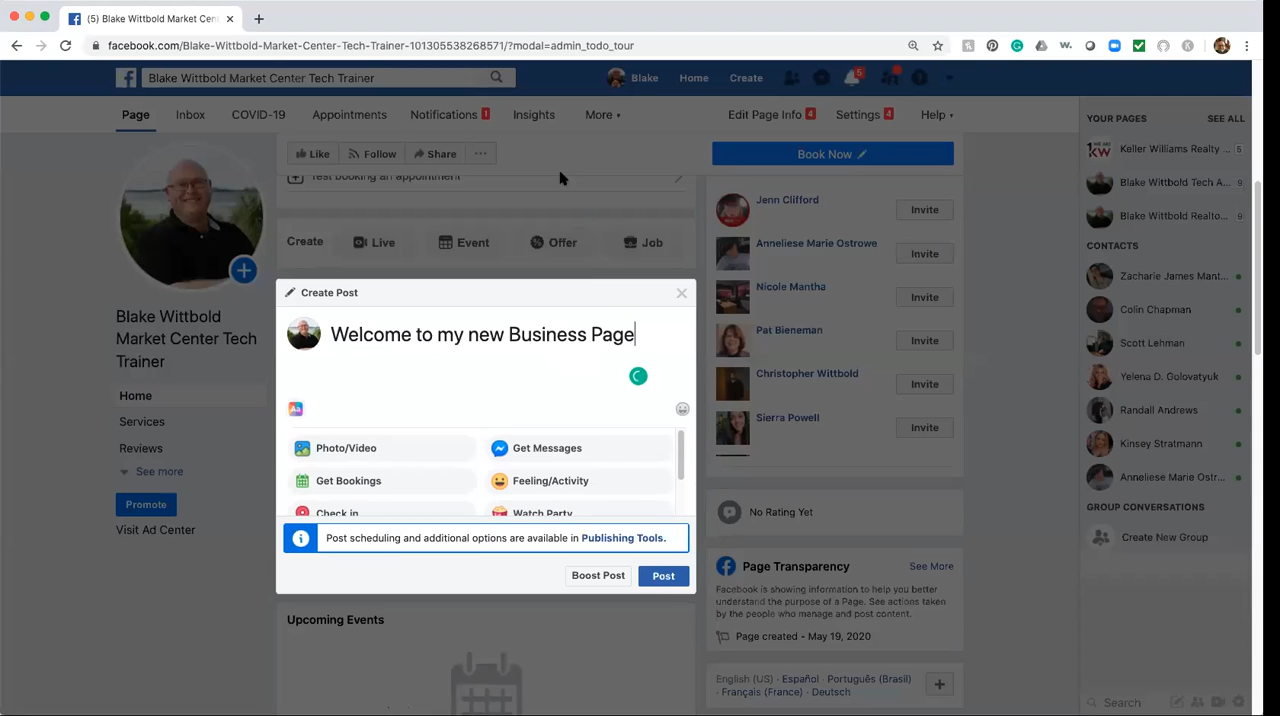 (5) Blake Wittbold Market Cen
facebook.com/Blake-Wittbold-Market-Center-Tech-Trainer-101305538268571/?modal=admin_todo_tour
Blake Wittbold Market Center Tech Trainer
Blake
Home
Create
5
Page
Inbox
COVID-19
Appointments
Notifications 1
Insights
More
Edit Page Info 4
Settings 4
Help
Like
Follow
Share
...
Book Now
Test booking an appointment
Create
Live
Event
Offer
Job
Create Post
Welcome to my new Business Page
Aa
Photo/Video
Get Messages
Get Bookings
Feeling/Activity
Check in
Watch Party
Post scheduling and additional options are available in Publishing Tools.
Boost Post
Post
Upcoming Events
Blake Wittbold
Market Center Tech
Trainer
Home
Services
Reviews
See more
Promote
Visit Ad Center
Jenn Clifford
Invite
Anneliese Marie Ostrowe
Invite
Nicole Mantha
Invite
Pat Bieneman
Invite
Christopher Wittbold
Invite
Sierra Powell
Invite
No Rating Yet
Page Transparency
See More
Facebook is showing information to help you better
understand the purpose of a Page. See actions taken
by the people who manage and post content.
Page created - May 19, 2020
English (US) · Español · Português (Brasil)
· Français (France) · Deutsch
YOUR PAGES
SEE ALL
Keller Williams Realty ... 5
Blake Wittbold Tech A... 9
Blake Wittbold Realto... 9
CONTACTS
Zacharie James Mant...
Colin Chapman
Scott Lehman
Yelena D. Golovatyuk
Randall Andrews
Kinsey Stratmann
Anneliese Marie Ostr...
GROUP CONVERSATIONS
Create New Group
Search